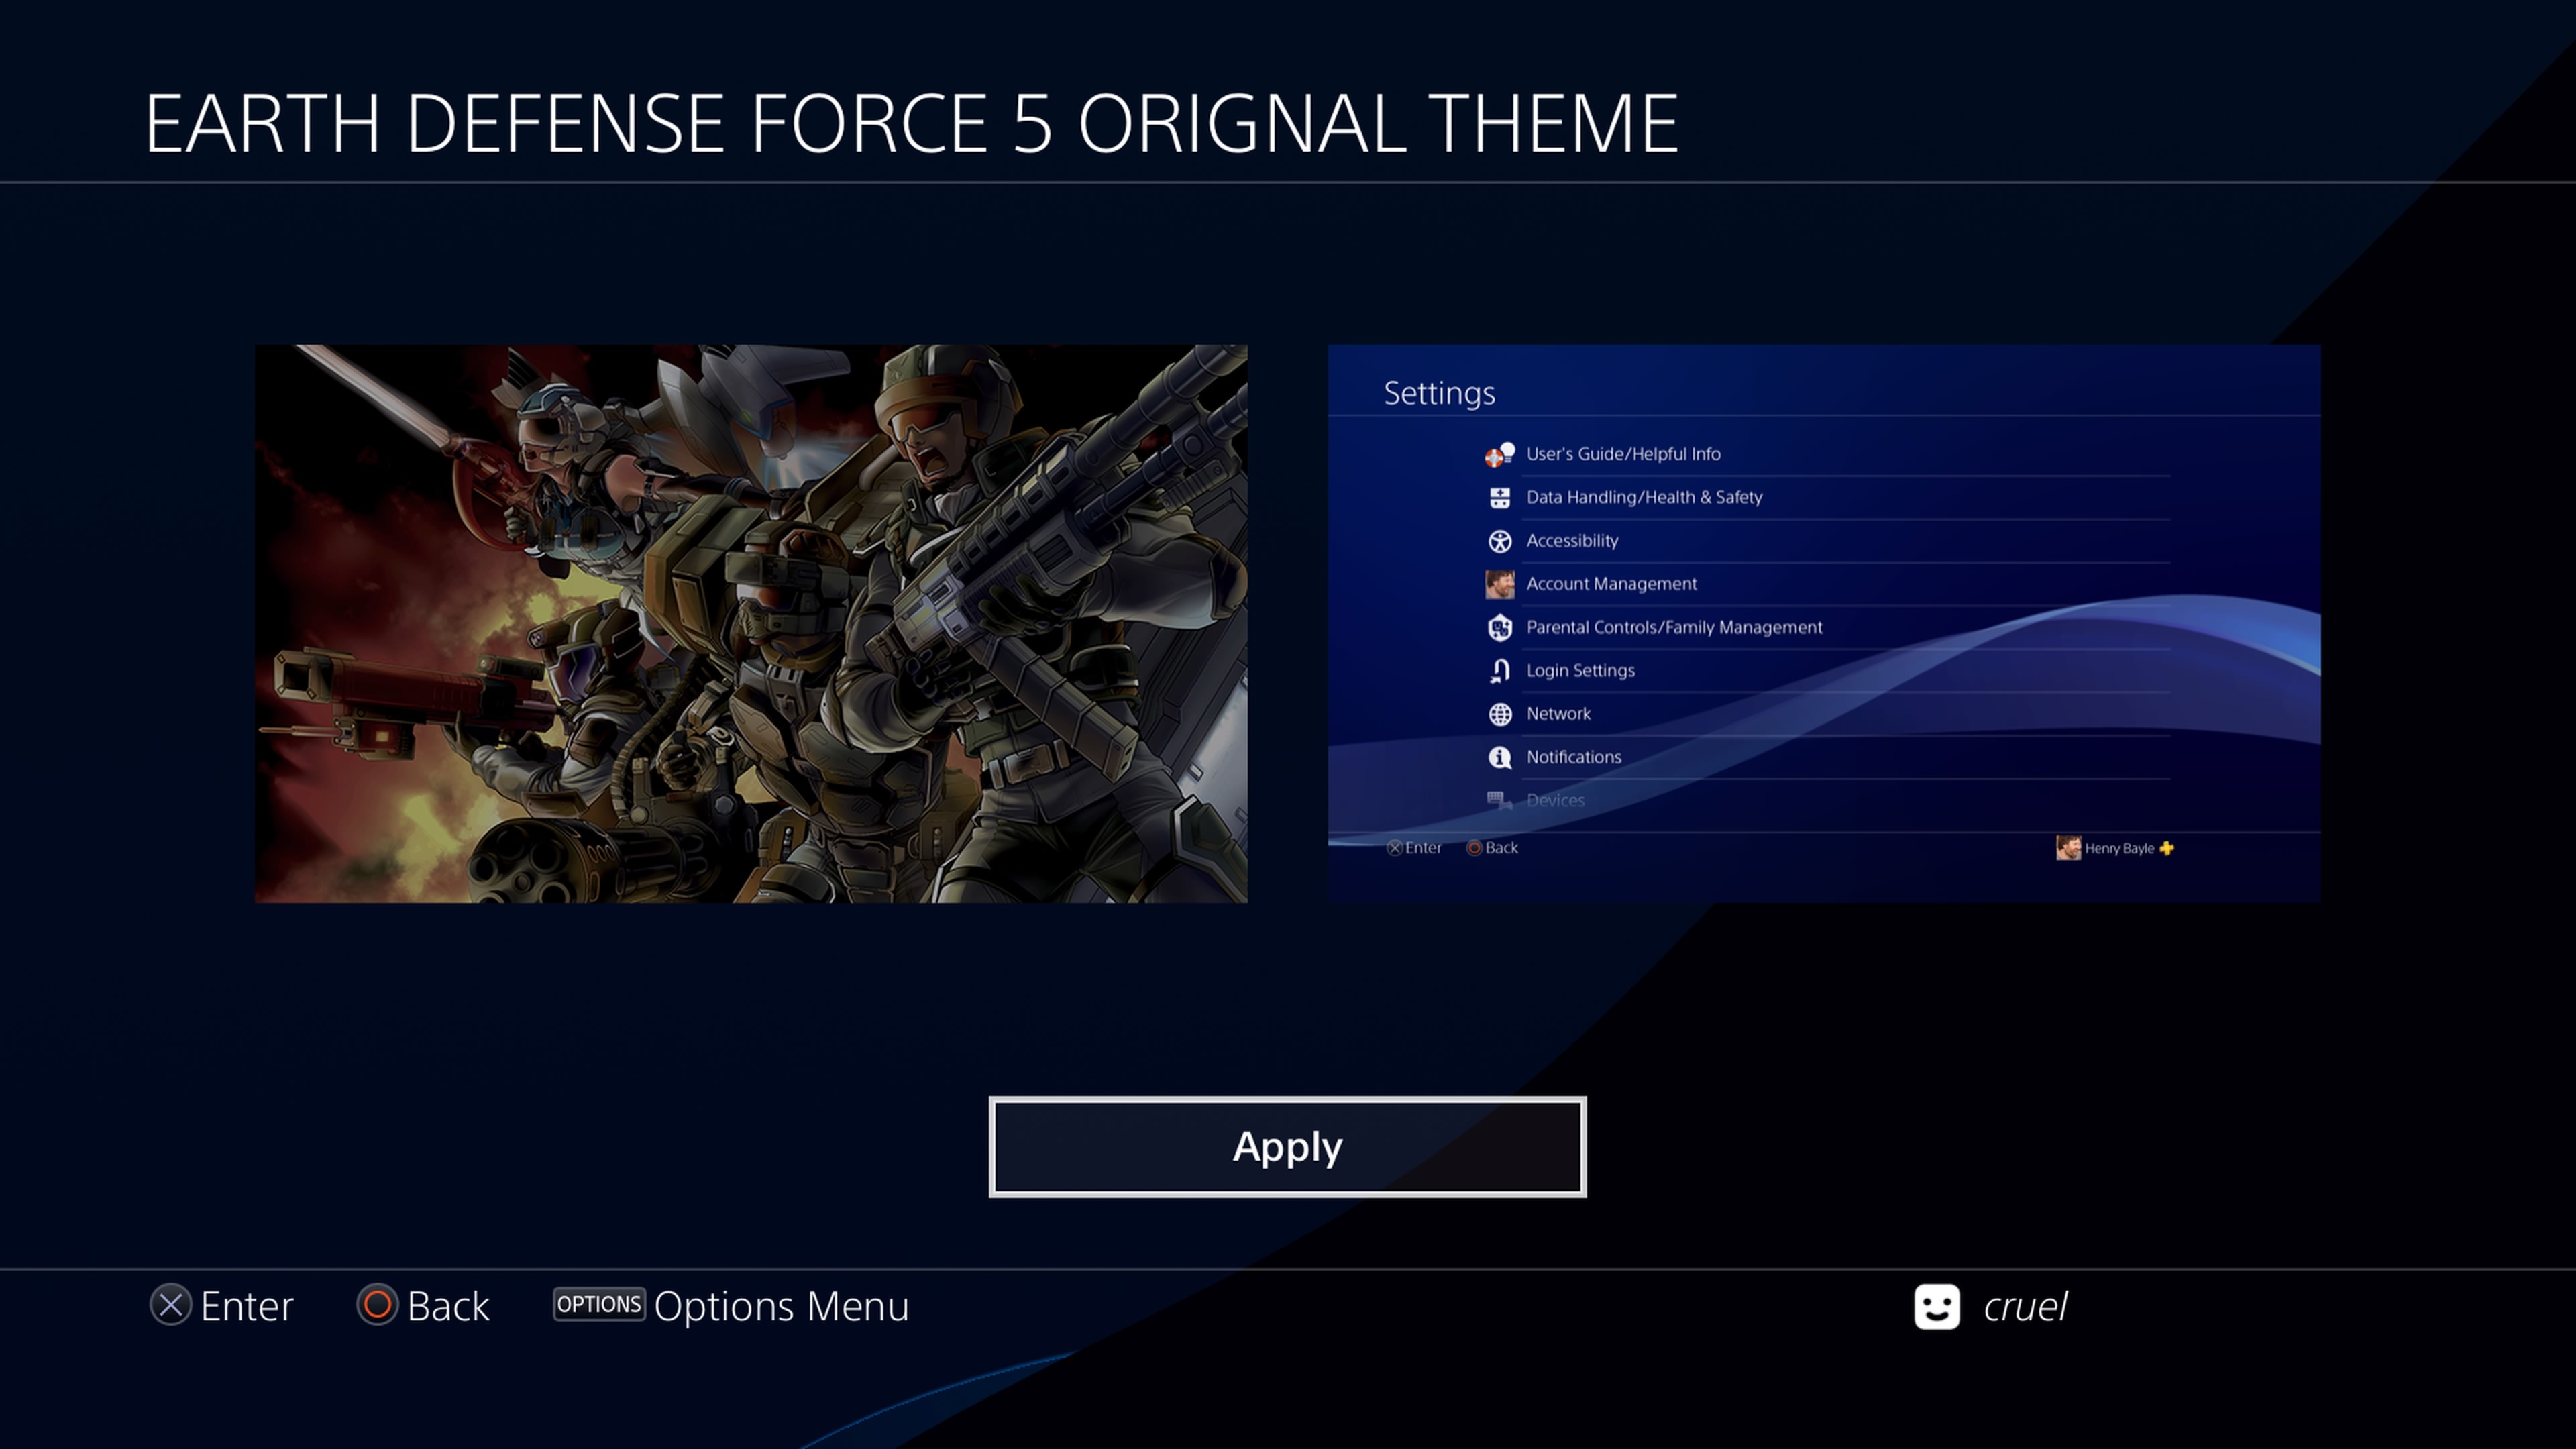 EARTH DEFENSE FORCE 5 ORIGNAL THEME
Settings
User's Guide/Helpful Info
Data Handling/Health & Safety
Accessibility
Account Management
Parental Controls/Family Management
Login Settings
Network
Notifications
Devices
Enter Back Henry Bayle
Apply
Enter Back OPTIONS Options Menu cruel